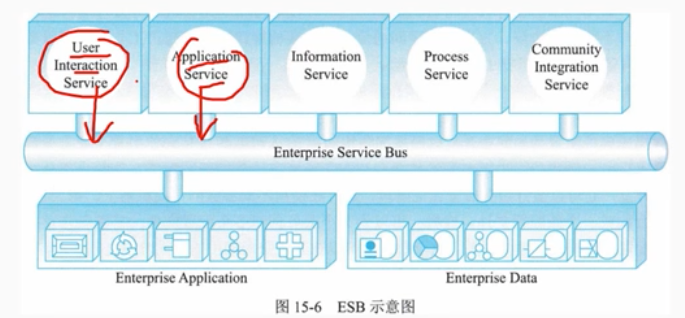 User
Interaction
Service
Application
Service
Information
Service
Process
Service
Community
Integration
Service
Enterprise Service Bus
Enterprise Application
Enterprise Data
图 15-6 ESB 示意图